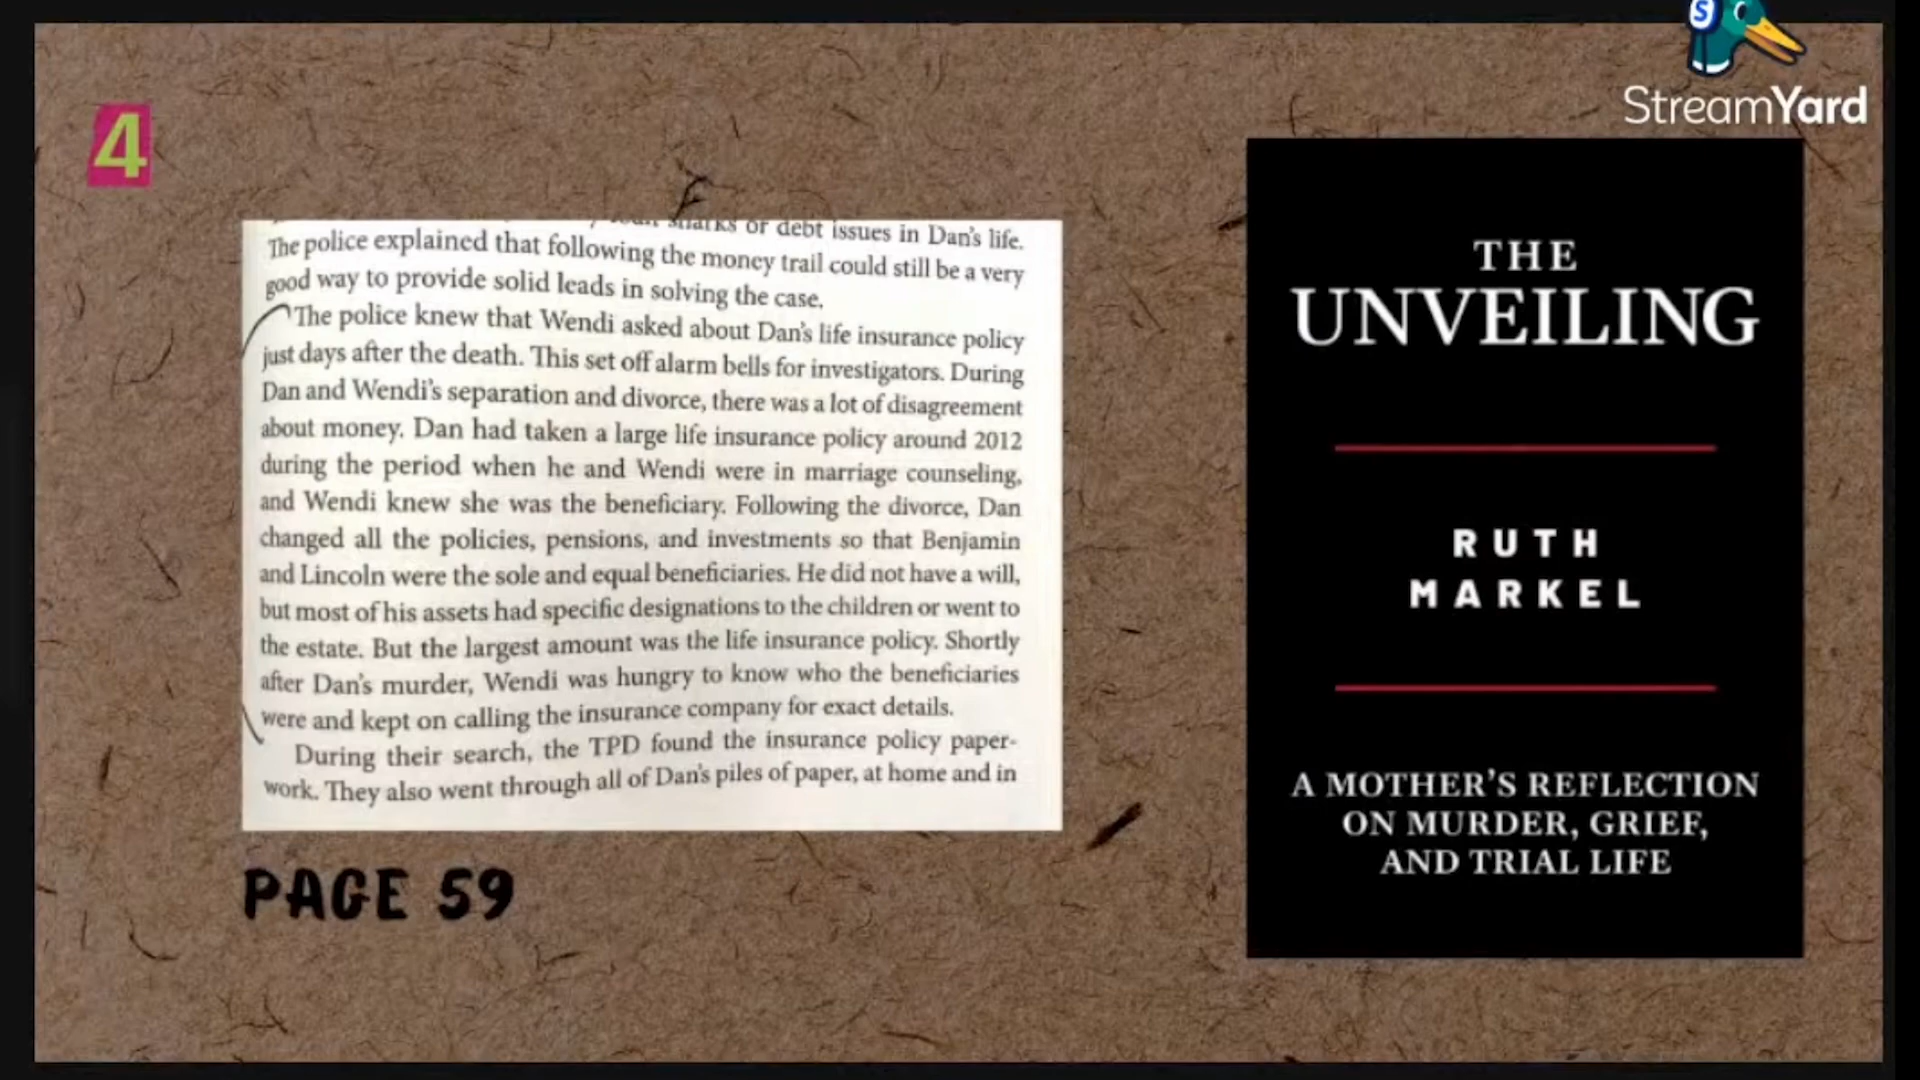 S
StreamYard
4
sharks or debt issues in Dan's life.
The police explained that following the money trail could still be a very
good way to provide solid leads in solving the case.
The police knew that Wendi asked about Dan's life insurance policy
just days after the death. This set off alarm bells for investigators. During
Dan and Wendi's separation and divorce, there was a lot of disagreement
about money. Dan had taken a large life insurance policy around 2012
during the period when he and Wendi were in marriage counseling,
and Wendi knew she was the beneficiary. Following the divorce, Dan
changed all the policies, pensions, and investments so that Benjamin
and Lincoln were the sole and equal beneficiaries. He did not have a will,
but most of his assets had specific designations to the children or went to
the estate. But the largest amount was the life insurance policy. Shortly
after Dan's murder, Wendi was hungry to know who the beneficiaries
were and kept on calling the insurance company for exact details.
During their search, the TPD found the insurance policy paper-
work. They also went through all of Dan's piles of paper, at home and in
PAGE 59
THE
UNVEILING
RUTH
MARKEL
A MOTHER'S REFLECTION
ON MURDER, GRIEF,
AND TRIAL LIFE